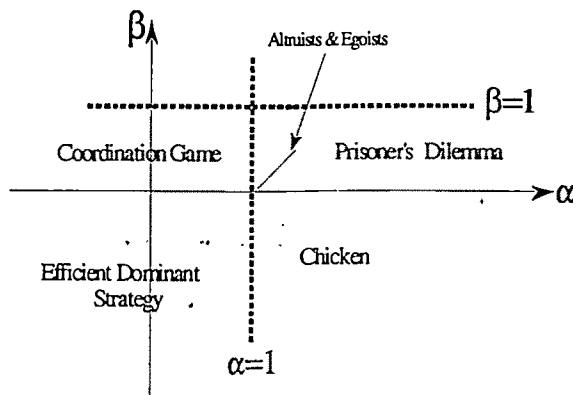 β
Altruists & Egoists
β=1
Coordination Game
Prisoner's Dilemma
α
Efficient Dominant
Strategy
Chicken
α=1